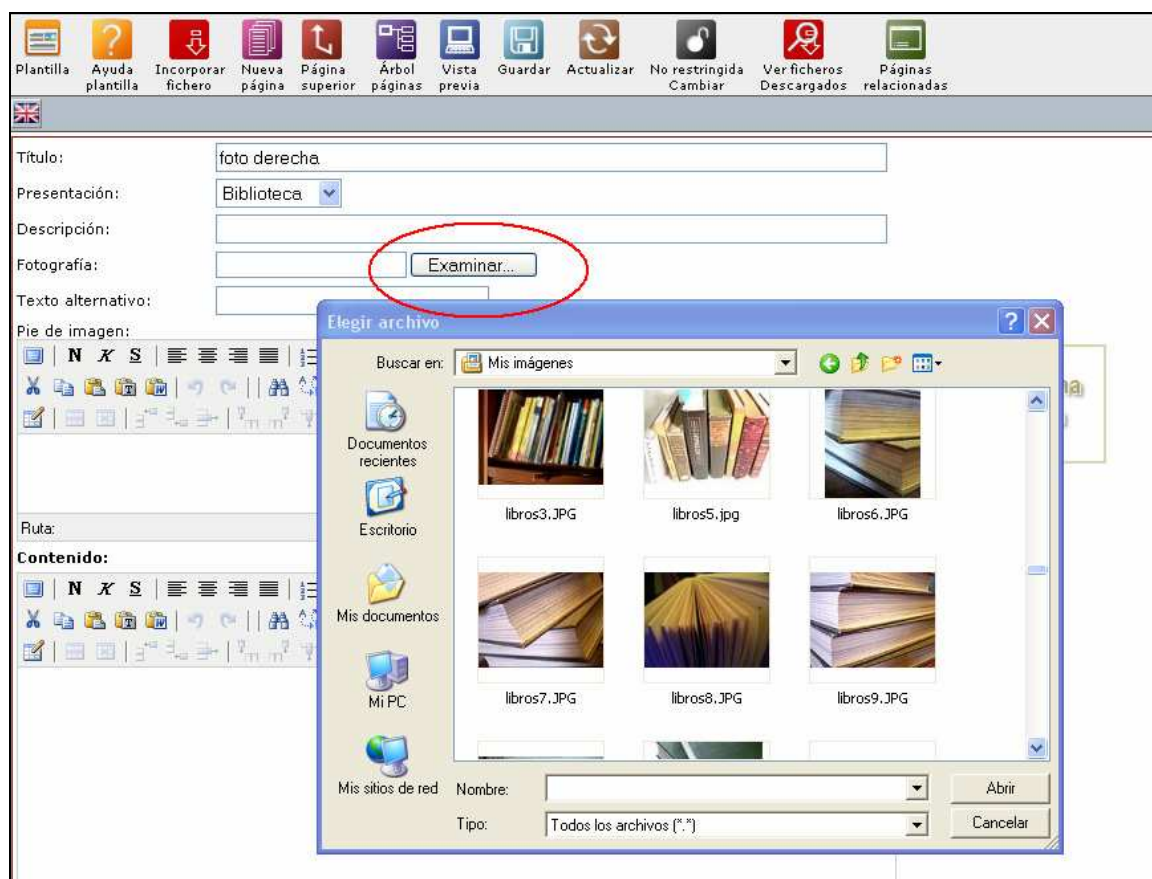 Plantilla
Ayuda plantilla
Incorporar fichero
Nueva página
Página superior
Árbol páginas
Vista previa
Guardar
Actualizar
No restringida Cambiar
Ver ficheros Descargados
Páginas relacionadas
Título: foto derecha
Presentación: Biblioteca
Descripción:
Fotografía: Examinar...
Texto alternativo:
Pie de imagen:
N K S
Ruta:
Contenido:
N K S
Elegir archivo
Buscar en: Mis imágenes
Documentos recientes
Escritorio
Mis documentos
Mi PC
Mis sitios de red
libros3.JPG libros5.jpg libros6.JPG
libros7.JPG libros8.JPG libros9.JPG
Nombre: Abrir
Tipo: Todos los archivos (*.*) Cancelar